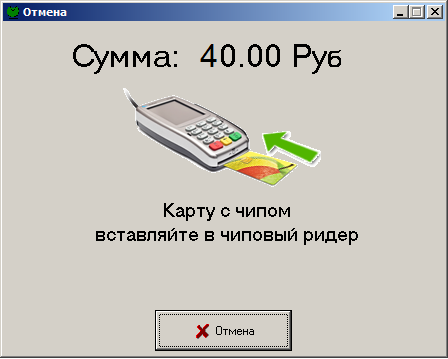 Отмена
Сумма: 40.00 Руб
Карту с чипом
вставляйте в чиповый ридер
Отмена